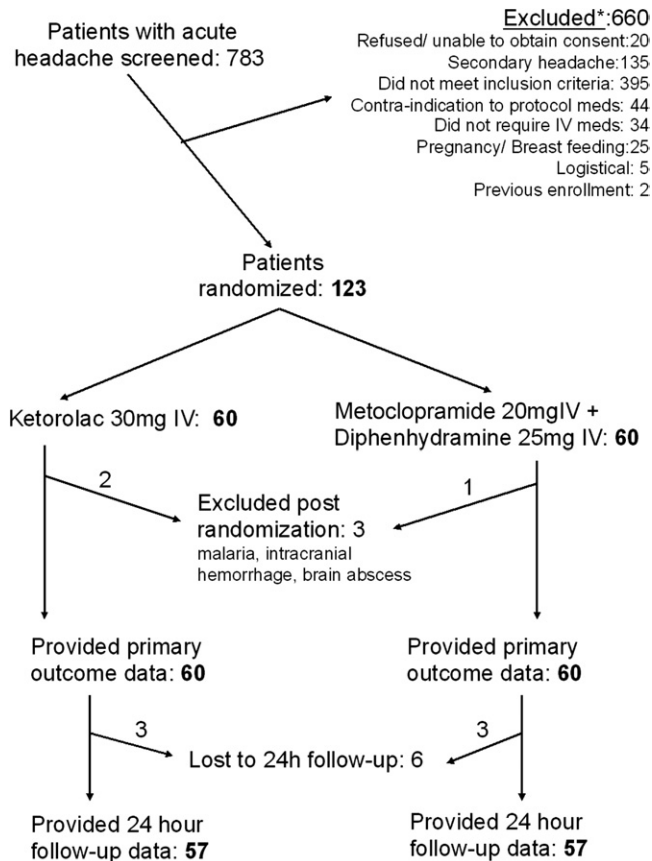 Patients with acute
headache screened: 783
Excluded*:660
Refused/ unable to obtain consent:20
Secondary headache:135
Did not meet inclusion criteria: 395
Contra-indication to protocol meds: 44
Did not require IV meds: 34
Pregnancy/ Breast feeding:25
Logistical: 5
Previous enrollment: 2
Patients
randomized: 123
Ketorolac 30mg IV: 60
Metoclopramide 20mgIV +
Diphenhydramine 25mg IV: 60
2
1
Excluded post
randomization: 3
malaria, intracranial
hemorrhage, brain abscess
Provided primary
outcome data: 60
Provided primary
outcome data: 60
3
3
Lost to 24h follow-up: 6
Provided 24 hour
follow-up data: 57
Provided 24 hour
follow-up data: 57